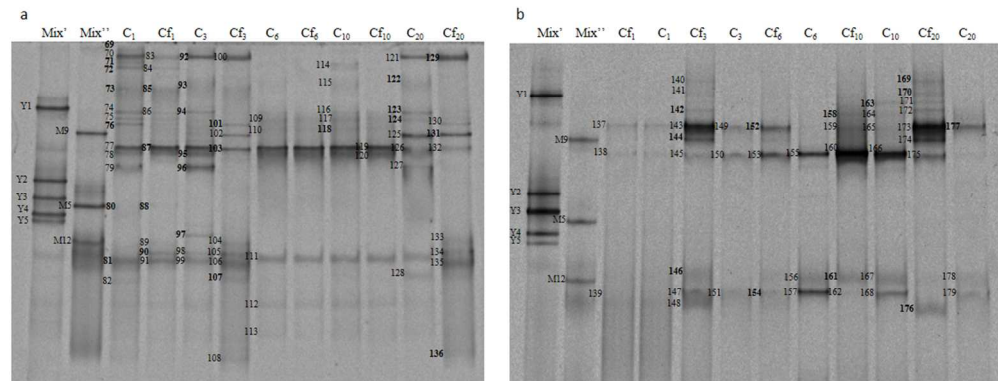 a
b
Mix' Mix'' C1 Cf1 C3 Cf3 C6 Cf6 C10 Cf10 C20 Cf20
Mix' Mix'' Cf1 C1 Cf3 C3 Cf6 C6 Cf10 C10 Cf20 C20
69
70 83 92 100 121 129
71
72 84 114
73 85 93 115 122
Y1
74 86 94 116 123
75 109 117 124 130
76 101
M9 102 110 118 125 131
77 87 103 119 126 132
78 95 120
79 96 127
Y2
Y3
Y4 M5 80 88
Y5
M12 89 97 104 133
90 98 105 111 134
81 91 99 106 135
82 107 128
112
113
108 136
140 169
Y1 141 170
142 163 171
158 164 172
137 143 149 152 159 165 173 177
M9 144 174
138 145 150 153 155 160 166 175
Y2
Y3
M5
Y4
Y5
146 156 161 167 178
M12
139 147 151 154 157 162 168 179
148 176